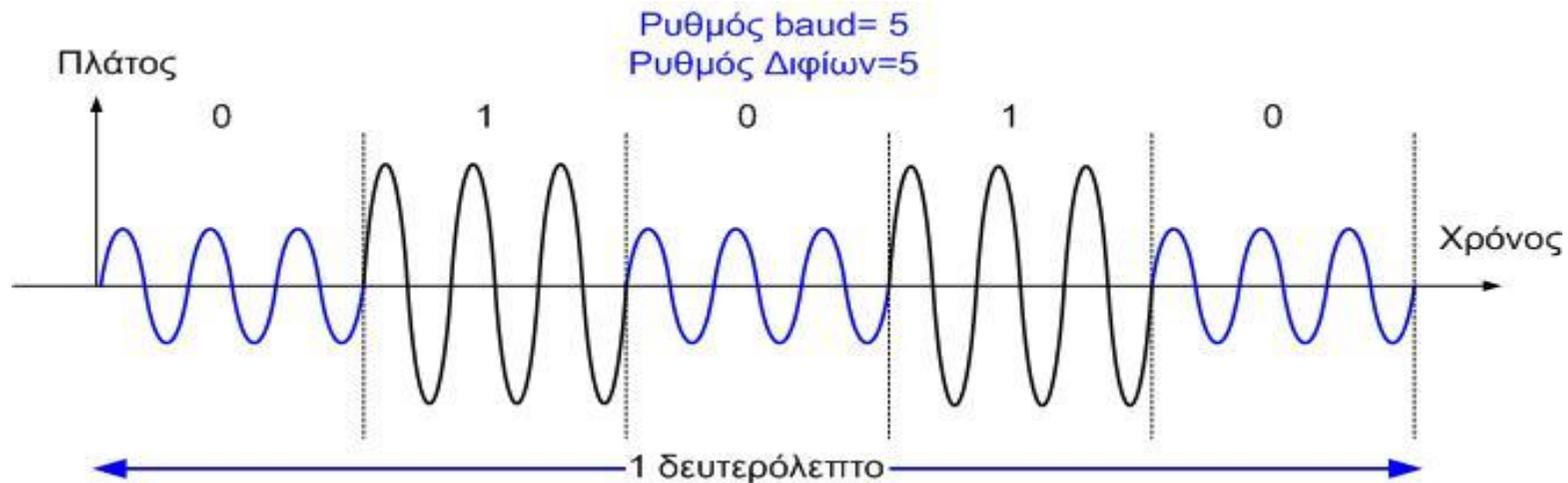 Ρυθμός baud= 5
Ρυθμός Διφίων=5
Πλάτος
0 1 0 1 0
Χρόνος
1 δευτερόλεπτο